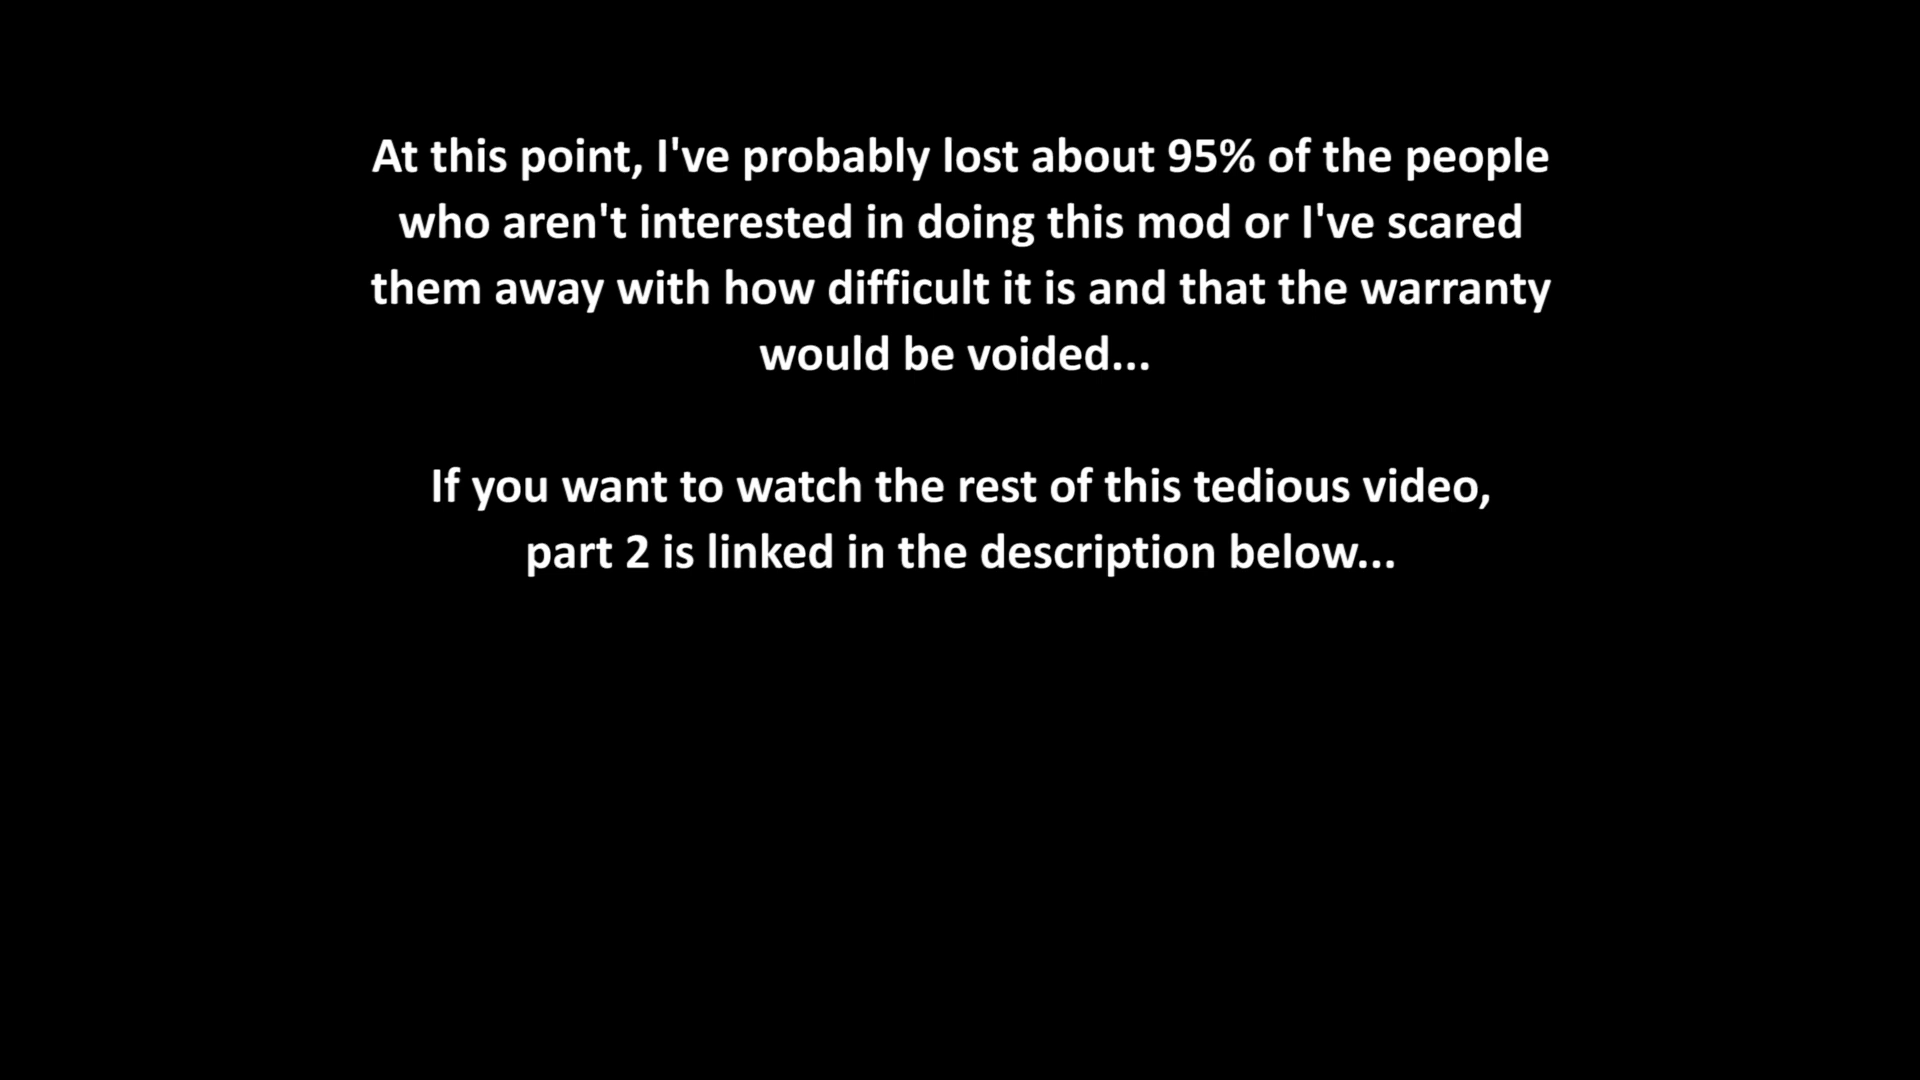 At this point, I've probably lost about 95% of the people
who aren't interested in doing this mod or I've scared
them away with how difficult it is and that the warranty
would be voided...
If you want to watch the rest of this tedious video,
part 2 is linked in the description below...